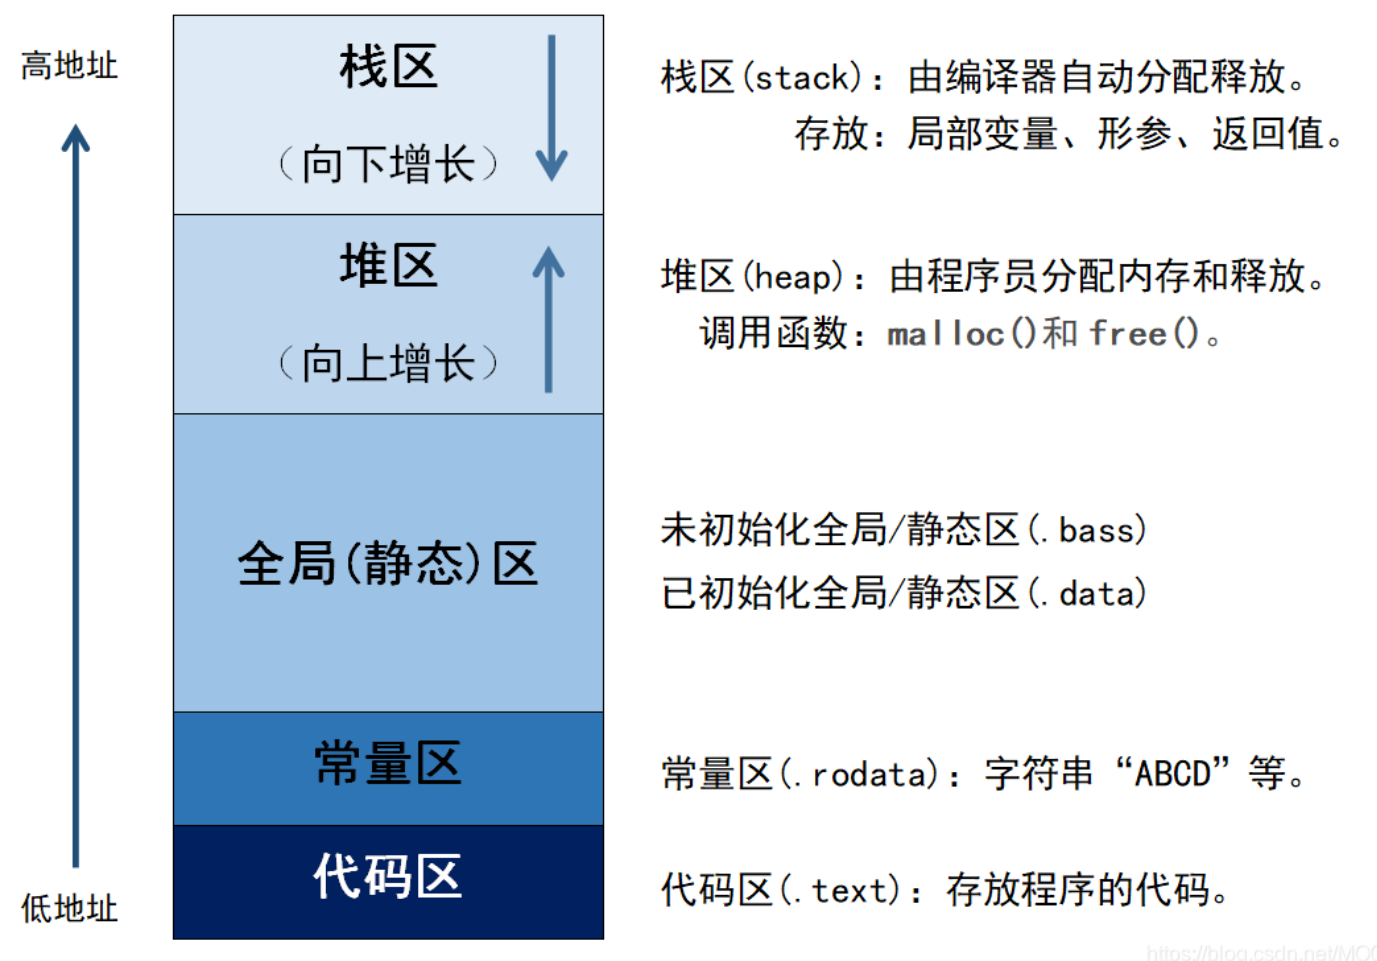 高地址
栈区
(向下增长)
栈区(stack)：由编译器自动分配释放。
存放：局部变量、形参、返回值。
堆区
(向上增长)
堆区(heap)：由程序员分配内存和释放。
调用函数：malloc()和 free()。
全局(静态)区
未初始化全局/静态区(.bass)
已初始化全局/静态区(.data)
常量区
常量区(.rodata)：字符串“ABCD”等。
代码区
代码区(.text)：存放程序的代码。
低地址